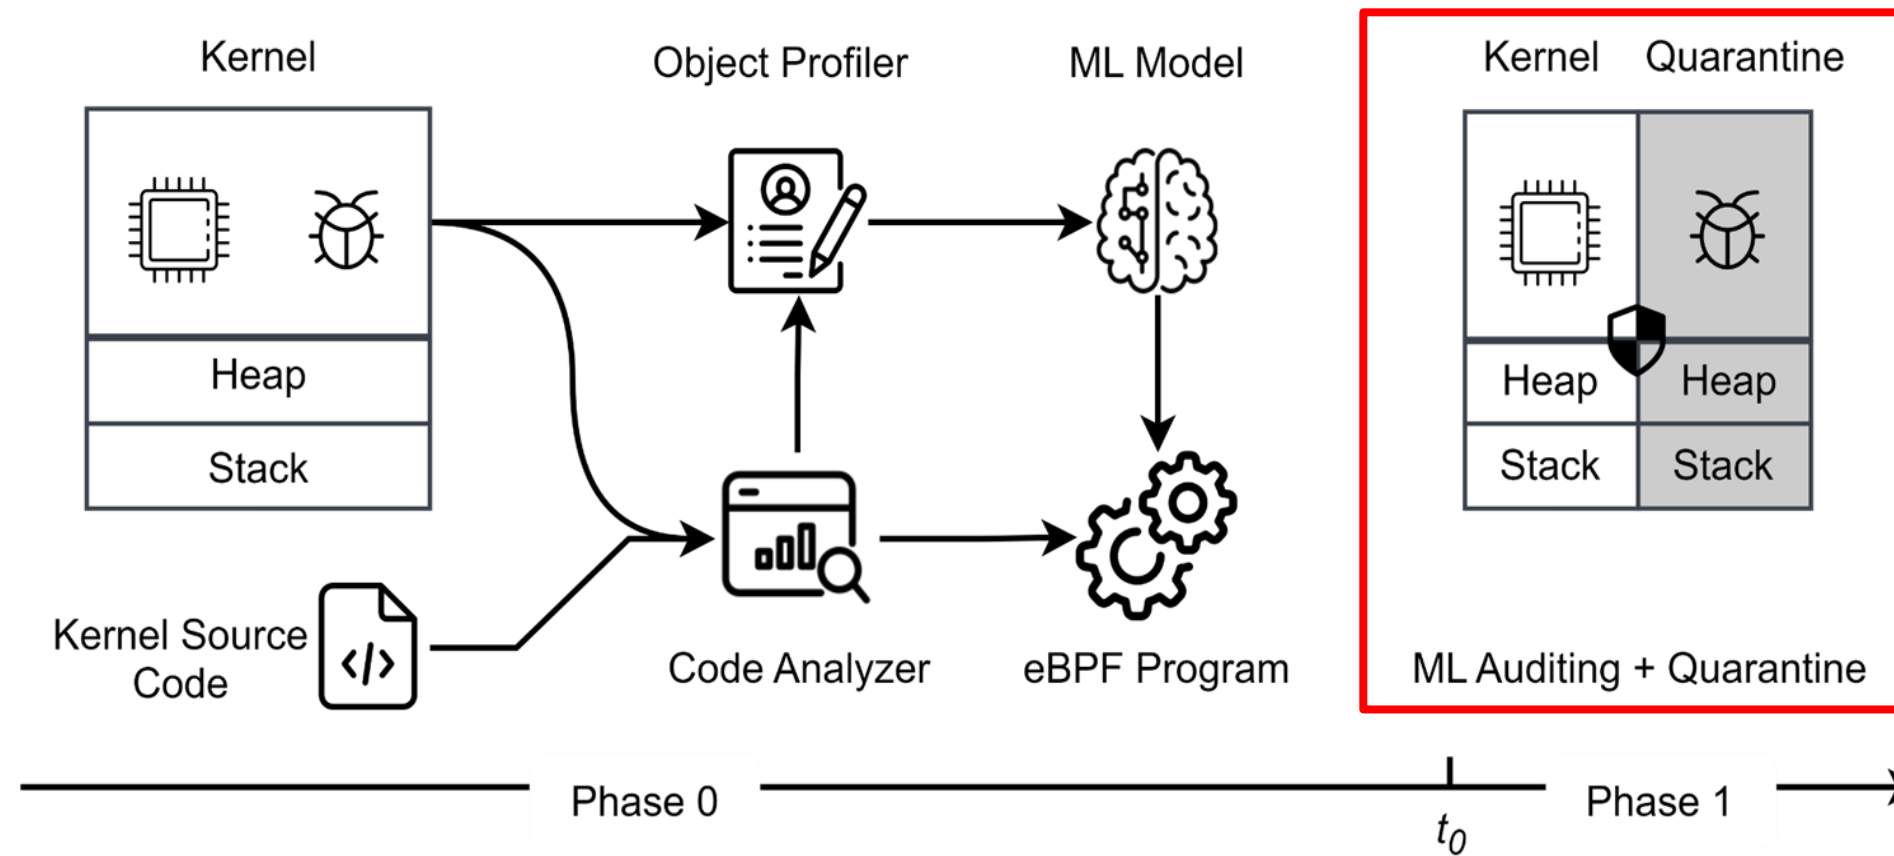 Kernel
Object Profiler
ML Model
Kernel Quarantine
Heap
Stack
Heap Heap
Stack Stack
Kernel Source
Code
</>
Code Analyzer
eBPF Program
ML Auditing + Quarantine
Phase 0
t0
Phase 1